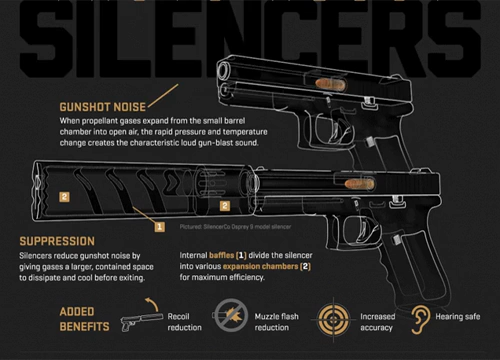 SILENCERS
GUNSHOT NOISE
When propellant gases expand from the small barrel
chamber into open air, the rapid pressure and temperature
change creates the characteristic loud gun-blast sound.
2
2
1
Pictured: SilencerCo Osprey 9 model silencer
SUPPRESSION
Silencers reduce gunshot noise by
giving gases a larger, contained space
to dissipate and cool before exiting.
Internal baffles [1] divide the silencer
into various expansion chambers [2]
for maximum efficiency.
ADDED
BENEFITS
Recoil
reduction
Muzzle flash
reduction
Increased
accuracy
Hearing safe